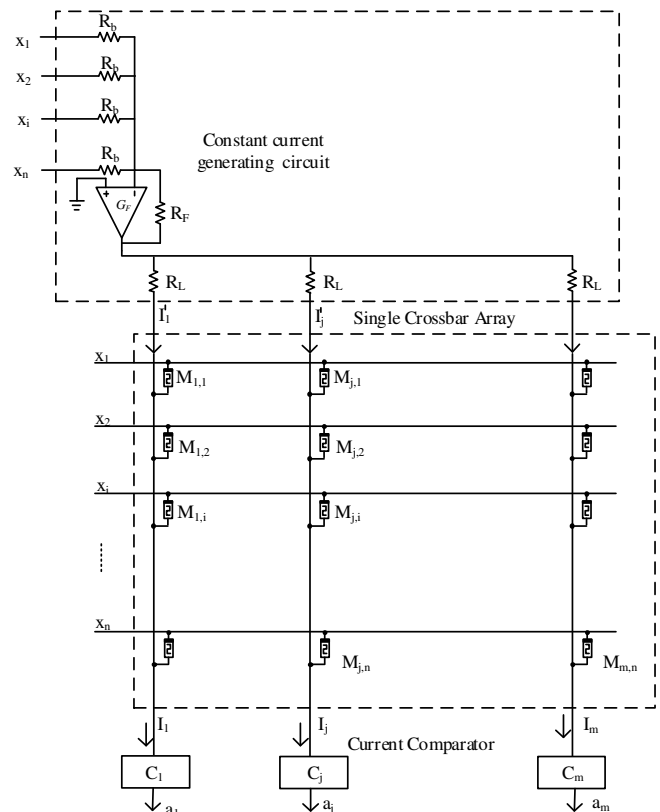 x1 Rb
x2 Rb
xi Rb
xn Rb
Constant current
generating circuit
+ -
GF
RF
RL RL RL
I'1 I'j
Single Crossbar Array
x1
M1,1 Mj,1
x2
M1,2 Mj,2
xi
M1,i Mj,i
xn
Mj,n Mm,n
I1 Ij Im
Current Comparator
C1 Cj Cm
a1 aj am